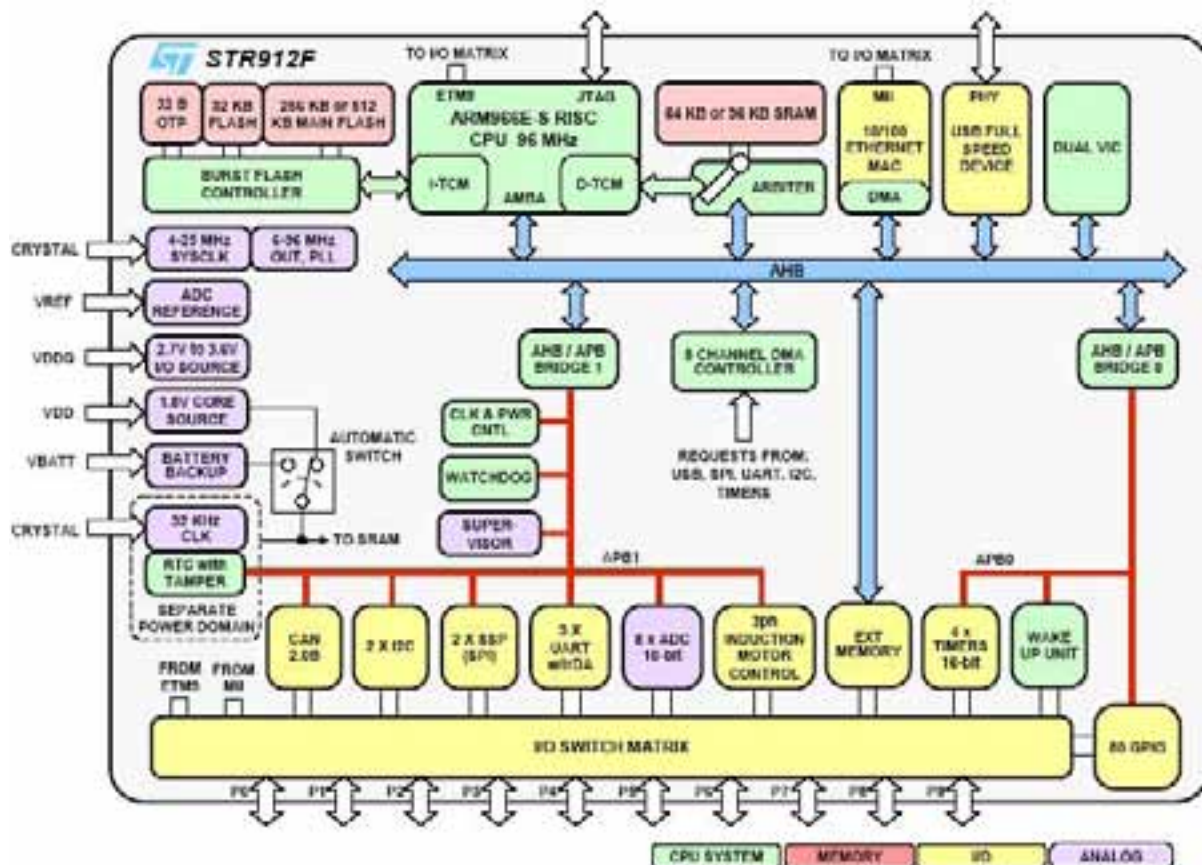 STR912F
TO I/O MATRIX
TO I/O MATRIX
32 B
OTP
32 KB
FLASH
256 KB or 512
KB MAIN FLASH
ETM9
JTAG
ARM966E-S RISC
CPU 96 MHz
I-TCM
AMBA
D-TCM
64 KB or 96 KB SRAM
ARBITER
MII
10/100
ETHERNET
MAC
DMA
PHY
USB FULL
SPEED
DEVICE
DUAL VIC
BURST FLASH
CONTROLLER
CRYSTAL
4-25 MHz
SYSCLK
6-96 MHz
OUT, PLL
AHB
VREF
ADC
REFERENCE
VDDQ
2.7V to 3.6V
I/O SOURCE
AHB / APB
BRIDGE 1
8 CHANNEL DMA
CONTROLLER
AHB / APB
BRIDGE 0
VDD
1.8V CORE
SOURCE
AUTOMATIC
SWITCH
CLK & PWR
CNTL
VBATT
BATTERY
BACKUP
WATCHDOG
REQUESTS FROM:
USB, SPI, UART, I2C,
TIMERS
CRYSTAL
32 KHz
CLK
TO SRAM
SUPER-
VISOR
RTC with
TAMPER
APB1
APB0
SEPARATE
POWER DOMAIN
CAN
2.0B
2 X I2C
2 X SSP
(SPI)
3 X
UART
w/IrDA
8 x ADC
10-bit
3ph
INDUCTION
MOTOR
CONTROL
EXT
MEMORY
4 x
TIMERS
16-bit
WAKE
UP UNIT
FROM
ETM9
FROM
MII
I/O SWITCH MATRIX
80 GPIO
P0
P1
P2
P3
P4
P5
P6
P7
P8
P9
CPU SYSTEM
MEMORY
I/O
ANALOG